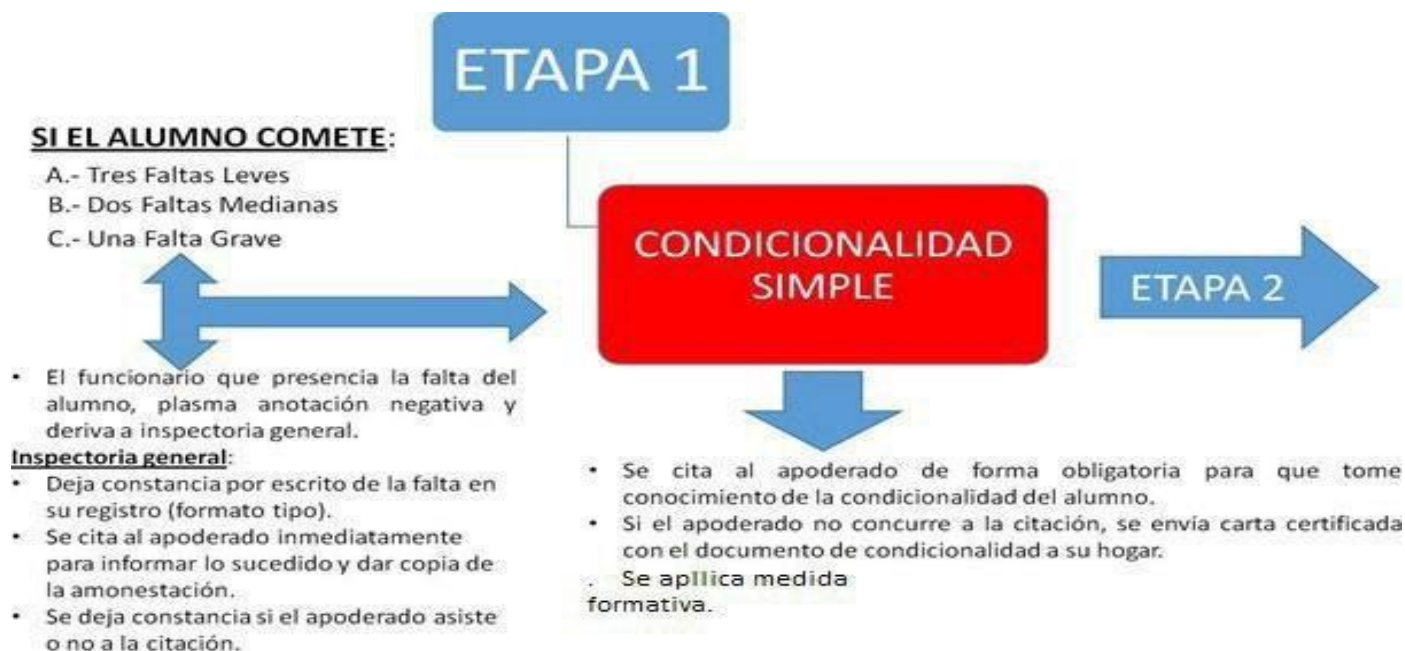 ETAPA 1
SI EL ALUMNO COMETE:
A.- Tres Faltas Leves
B.- Dos Faltas Medianas
C.- Una Falta Grave
CONDICIONALIDAD
SIMPLE
ETAPA 2
• El funcionario que presencia la falta del
alumno, plasma anotación negativa y
deriva a inspectoria general.
Inspectoria general:
• Deja constancia por escrito de la falta en
su registro (formato tipo).
• Se cita al apoderado inmediatamente
para informar lo sucedido y dar copia de
la amonestación.
• Se deja constancia si el apoderado asiste
o no a la citación.
• Se cita al apoderado de forma obligatoria para que tome
conocimiento de la condicionalidad del alumno.
• Si el apoderado no concurre a la citación, se envía carta certificada
con el documento de condicionalidad a su hogar.
. Se apllica medida
formativa.